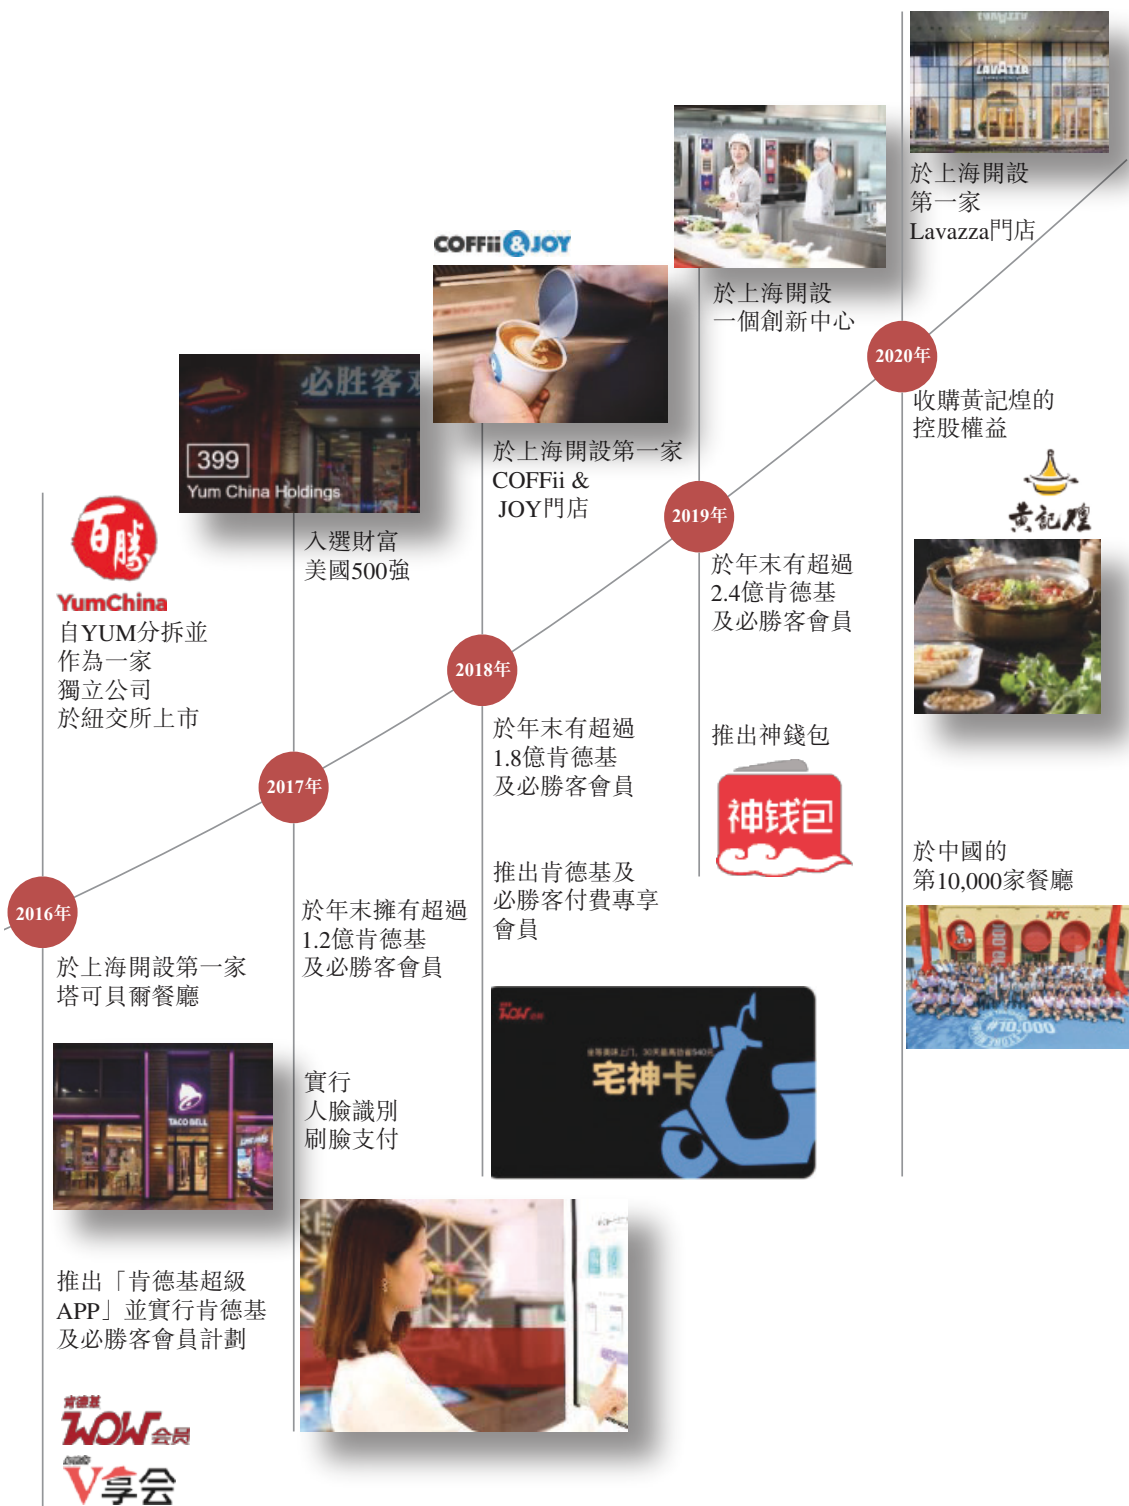 百勝
YumChina
自YUM分拆並
作為一家
獨立公司
於紐交所上市
2016年
於上海開設第一家
塔可貝爾餐廳
TACO BELL
推出「肯德基超級
APP」並實行肯德基
及必勝客會員計劃
肯德基
WOW会员
V享会
必胜客欢
399
Yum China Holdings
入選財富
美國500強
2017年
於年末擁有超過
1.2億肯德基
及必勝客會員
實行
人臉識別
刷臉支付
COFFii & JOY
於上海開設第一家
COFFii &
JOY門店
2018年
於年末有超過
1.8億肯德基
及必勝客會員
推出肯德基及
必勝客付費專享
會員
WOW
宅神卡
於上海開設
一個創新中心
2019年
於年末有超過
2.4億肯德基
及必勝客會員
推出神錢包
神钱包
LAVAZZA
LAVAZZA
於上海開設
第一家
Lavazza門店
2020年
收購黃記煌的
控股權益
黃記煌
於中國的
第10,000家餐廳
KFC
#10,000